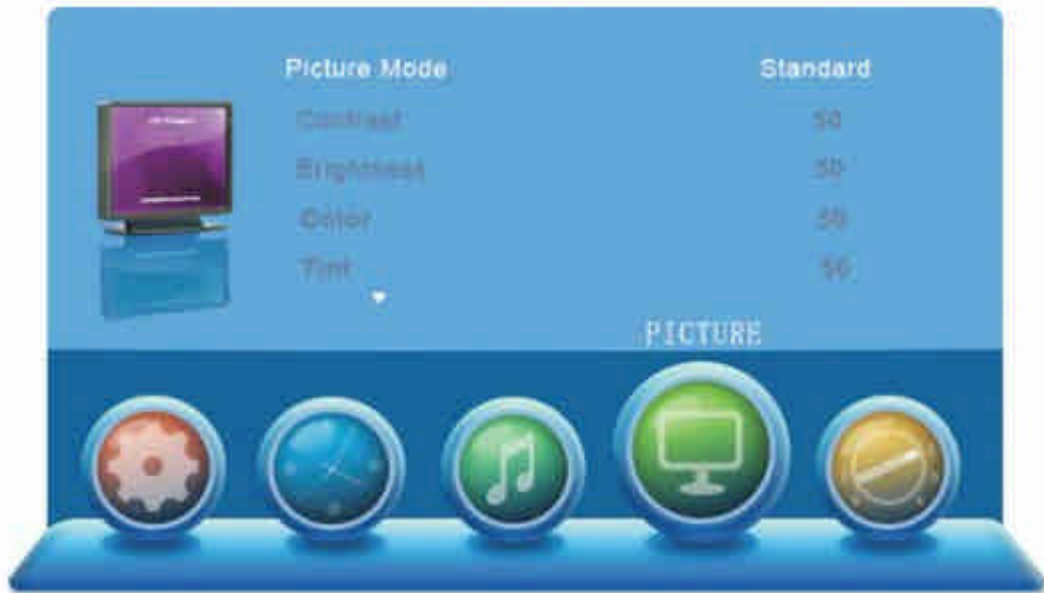 Picture Mode Standard
Contrast 50
Brightness 50
Color 50
Tint 50
PICTURE